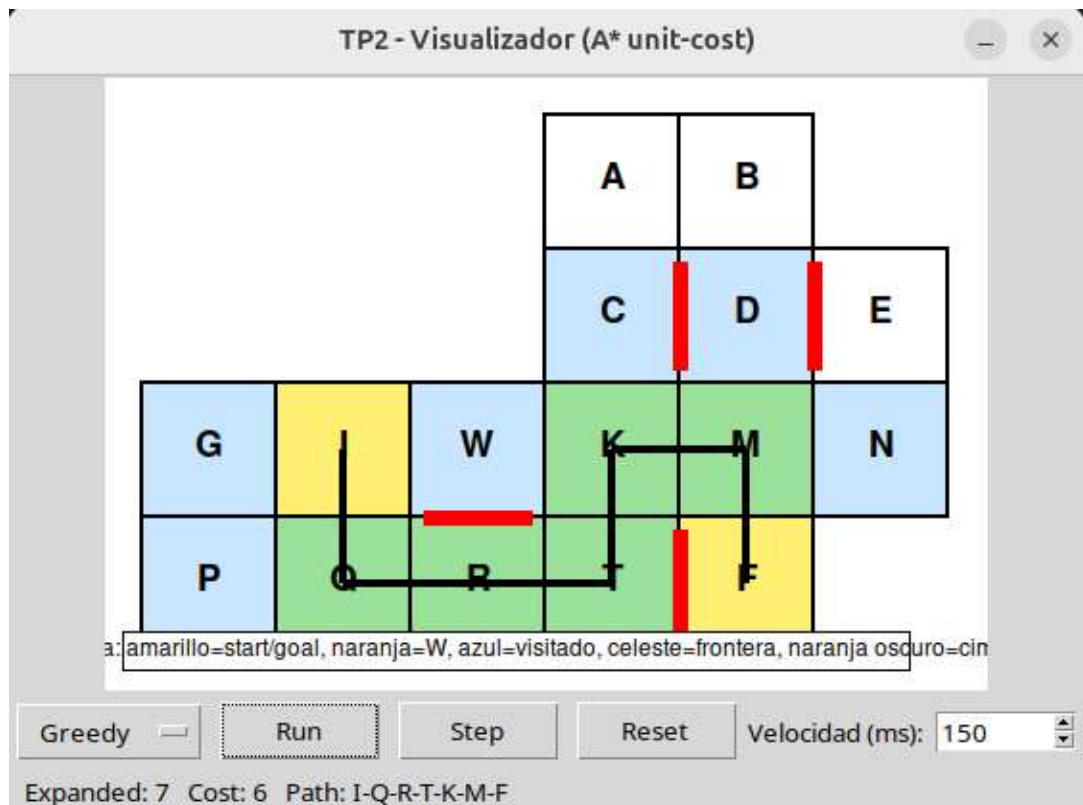 TP2 - Visualizador (A* unit-cost)
A B
C D E
G I W K M N
P Q R T F
a: amarillo=start/goal, naranja=W, azul=visitado, celeste=frontera, naranja oscuro=cim
Greedy Run Step Reset Velocidad (ms): 150
Expanded: 7 Cost: 6 Path: I-Q-R-T-K-M-F